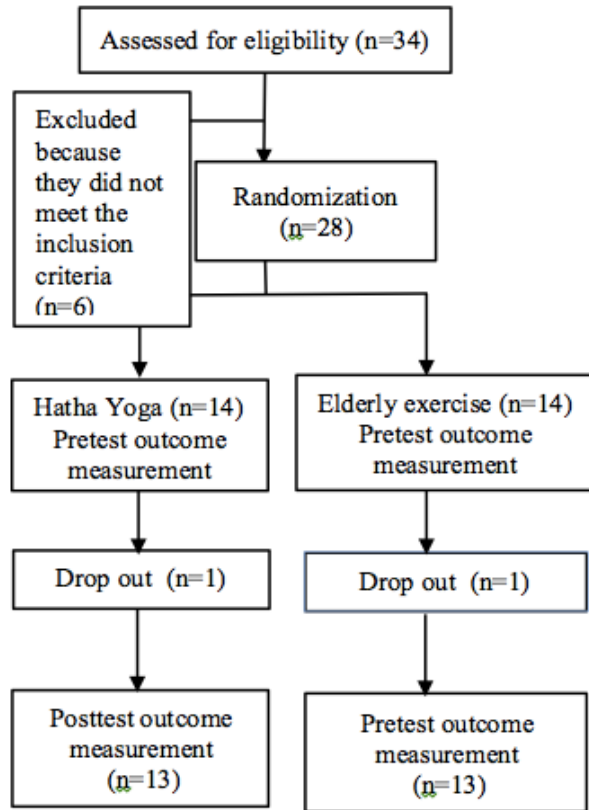 Assessed for eligibility (n=34)
Excluded
because
they did not
meet the
inclusion
criteria
(n=6)
Randomization
(n=28)
Hatha Yoga (n=14)
Pretest outcome
measurement
Elderly exercise (n=14)
Pretest outcome
measurement
Drop out (n=1)
Drop out (n=1)
Posttest outcome
measurement
(n=13)
Pretest outcome
measurement
(n=13)